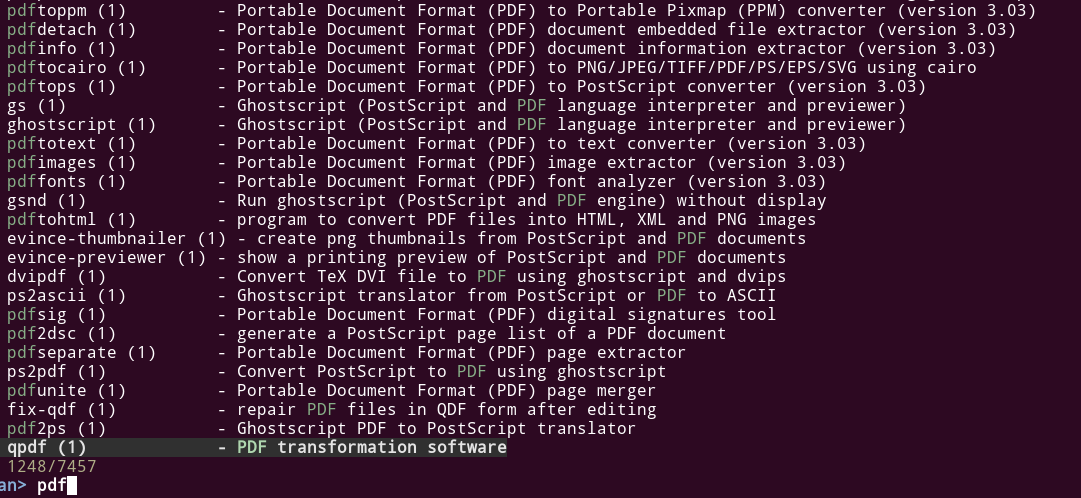 pdftoppm (1) - Portable Document Format (PDF) to Portable Pixmap (PPM) converter (version 3.03)
pdfdetach (1) - Portable Document Format (PDF) document embedded file extractor (version 3.03)
pdfinfo (1) - Portable Document Format (PDF) document information extractor (version 3.03)
pdftocairo (1) - Portable Document Format (PDF) to PNG/JPEG/TIFF/PDF/PS/EPS/SVG using cairo
pdftops (1) - Portable Document Format (PDF) to PostScript converter (version 3.03)
gs (1) - Ghostscript (PostScript and PDF language interpreter and previewer)
ghostscript (1) - Ghostscript (PostScript and PDF language interpreter and previewer)
pdftotext (1) - Portable Document Format (PDF) to text converter (version 3.03)
pdfimages (1) - Portable Document Format (PDF) image extractor (version 3.03)
pdffonts (1) - Portable Document Format (PDF) font analyzer (version 3.03)
gsnd (1) - Run ghostscript (PostScript and PDF engine) without display
pdftohtml (1) - program to convert PDF files into HTML, XML and PNG images
evince-thumbnailer (1) - create png thumbnails from PostScript and PDF documents
evince-previewer (1) - show a printing preview of PostScript and PDF documents
dvipdf (1) - Convert TeX DVI file to PDF using ghostscript and dvips
ps2ascii (1) - Ghostscript translator from PostScript or PDF to ASCII
pdfsig (1) - Portable Document Format (PDF) digital signatures tool
pdf2dsc (1) - generate a PostScript page list of a PDF document
pdfseparate (1) - Portable Document Format (PDF) page extractor
ps2pdf (1) - Convert PostScript to PDF using ghostscript
pdfunite (1) - Portable Document Format (PDF) page merger
fix-qdf (1) - repair PDF files in QDF form after editing
pdf2ps (1) - Ghostscript PDF to PostScript translator
qpdf (1) - PDF transformation software
1248/7457
an> pdf